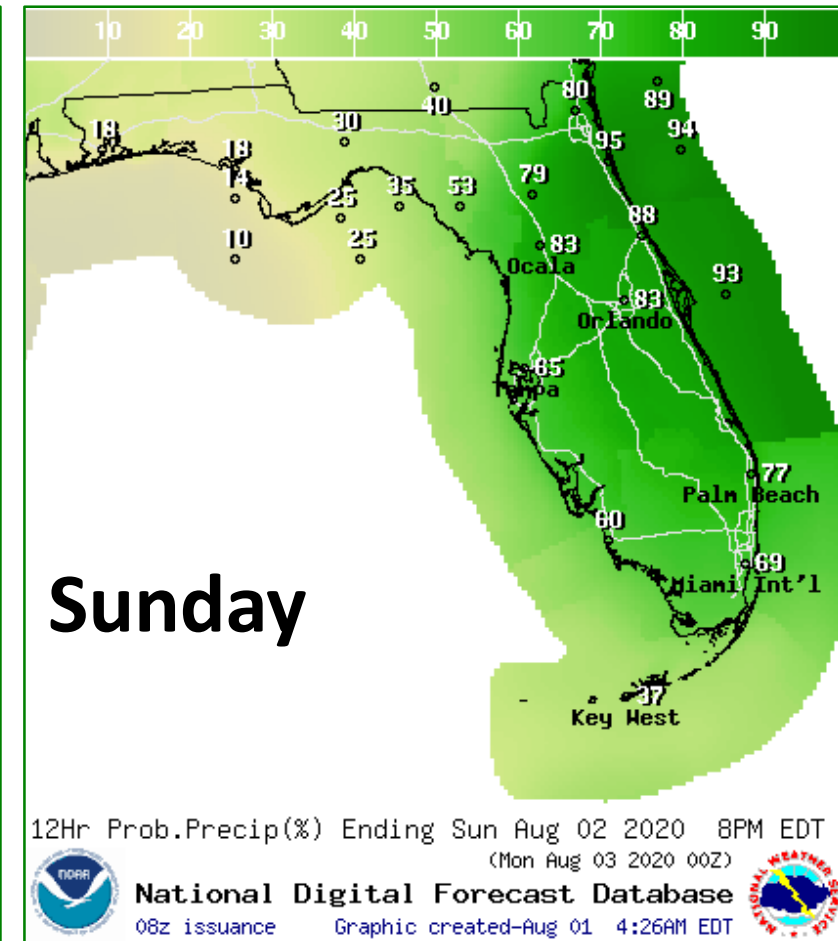 10 20 30 40 50 60 70 80 90
80 89
40
18 30 95 94
18
14 25 35 53 79
88
10 25 83
Ocala
93
83
Orlando
65
Tampa
77
Palm Beach
60
69
Miami Int'l
Sunday
37
Key West
12Hr Prob.Precip(%) Ending Sun Aug 02 2020 8PM EDT
(Mon Aug 03 2020 00Z)
NOAA
National Digital Forecast Database
08z issuance Graphic created-Aug 01 4:26AM EDT